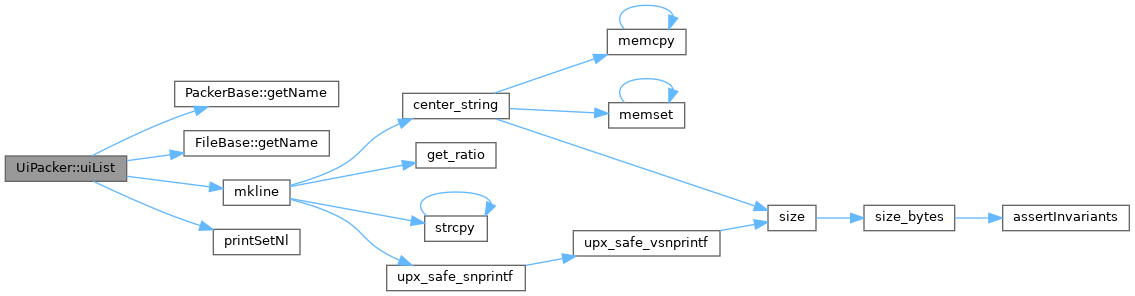 UiPacker::uiList
PackerBase::getName
FileBase::getName
mkline
printSetNl
center_string
get_ratio
strcpy
upx_safe_snprintf
memcpy
memset
upx_safe_vsnprintf
size
size_bytes
assertInvariants